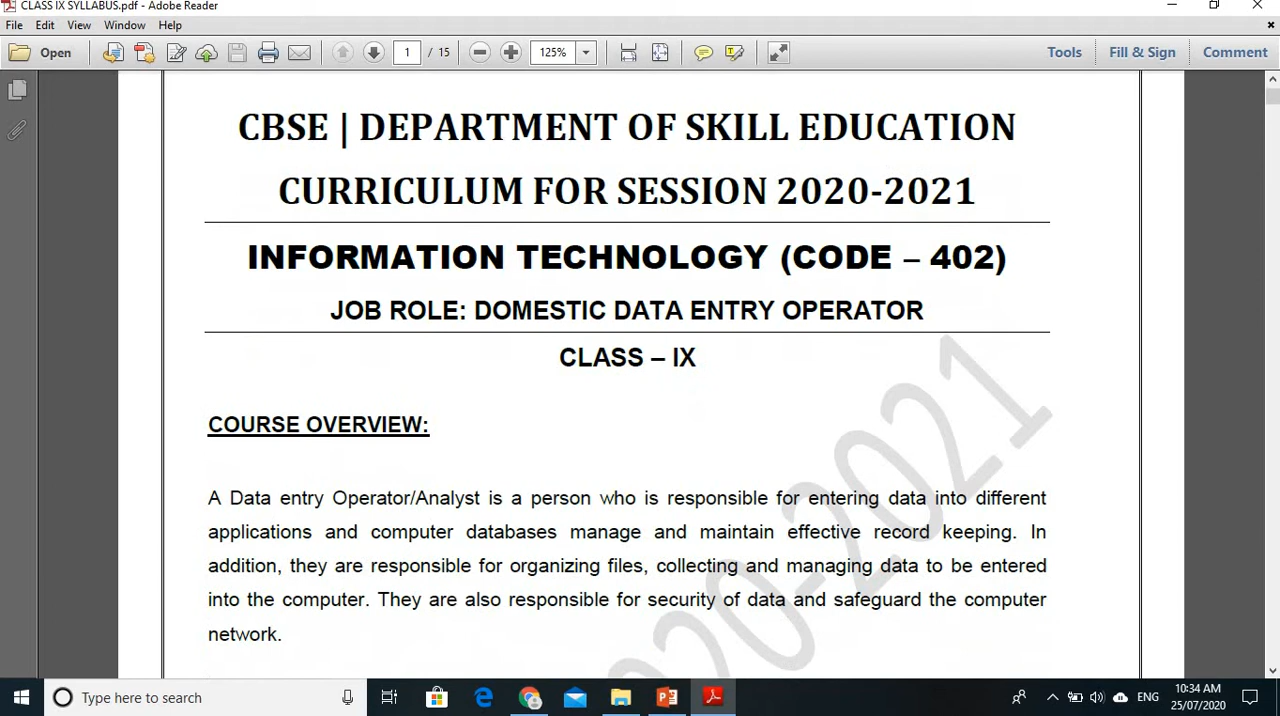 CLASS IX SYLLABUS.pdf - Adobe Reader
File Edit View Window Help
Open 1 / 15 125% Tools Fill & Sign Comment
CBSE | DEPARTMENT OF SKILL EDUCATION
CURRICULUM FOR SESSION 2020-2021
INFORMATION TECHNOLOGY (CODE – 402)
JOB ROLE: DOMESTIC DATA ENTRY OPERATOR
CLASS – IX
COURSE OVERVIEW:
A Data entry Operator/Analyst is a person who is responsible for entering data into different
applications and computer databases manage and maintain effective record keeping. In
addition, they are responsible for organizing files, collecting and managing data to be entered
into the computer. They are also responsible for security of data and safeguard the computer
network.
2020-2021
Type here to search
ENG
10:34 AM
25/07/2020